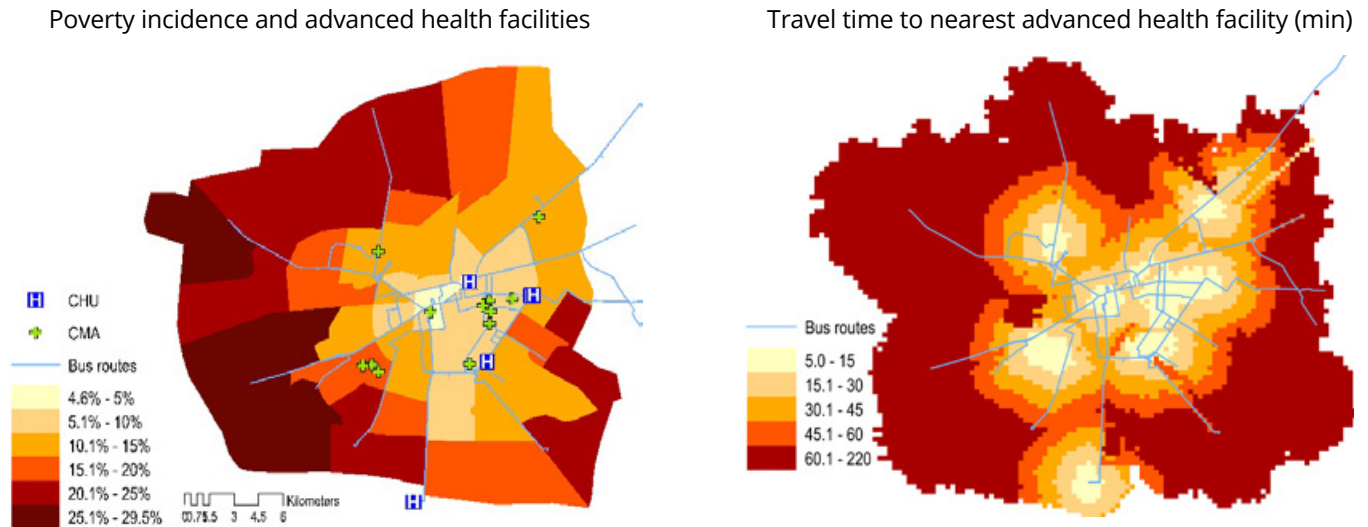 Poverty incidence and advanced health facilities
Travel time to nearest advanced health facility (min)
H CHU
CMA
Bus routes
4.6% - 5%
5.1% - 10%
10.1% - 15%
15.1% - 20%
20.1% - 25%
25.1% - 29.5%
Kilometers
00.751.5 3 4.5 6
H
H
H
H
Bus routes
5.0 - 15
15.1 - 30
30.1 - 45
45.1 - 60
60.1 - 220